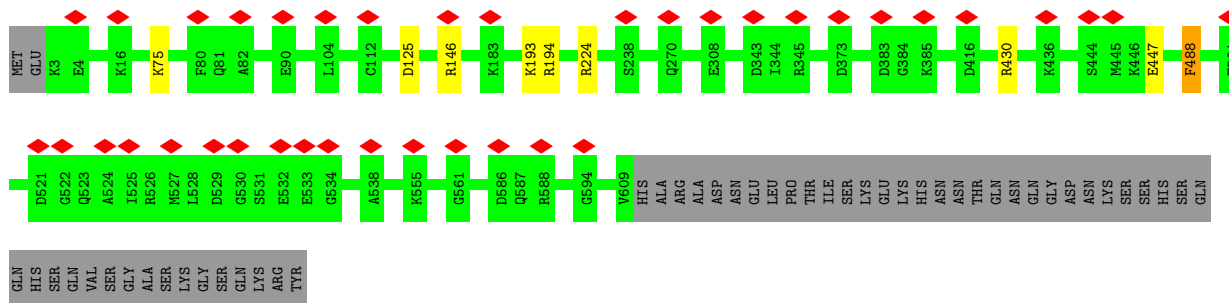 MET GLU K3 E4 K16 K75 F80 Q81 A82 E90 L104 C112 D125 R146 K183 K193 R194 R224 S238 Q270 E308 D343 I344 R345 D373 D383 G384 K385 D416 R430 K436 S444 M445 K446 E447 F488
D521 G522 Q523 A524 I525 R526 M527 L528 D529 G530 S531 E532 E533 G534 A538 K555 G561 D586 Q587 R588 G594 V609 HIS ALA ARG ALA ASP ASN GLU LEU PRO THR ILE SER LYS GLU LYS HIS ASN ASN THR GLN ASN GLN GLY ASP ASN LYS SER SER HIS SER GLN
GLN HIS SER GLN VAL SER GLY ALA SER LYS GLY SER GLN LYS ARG TYR